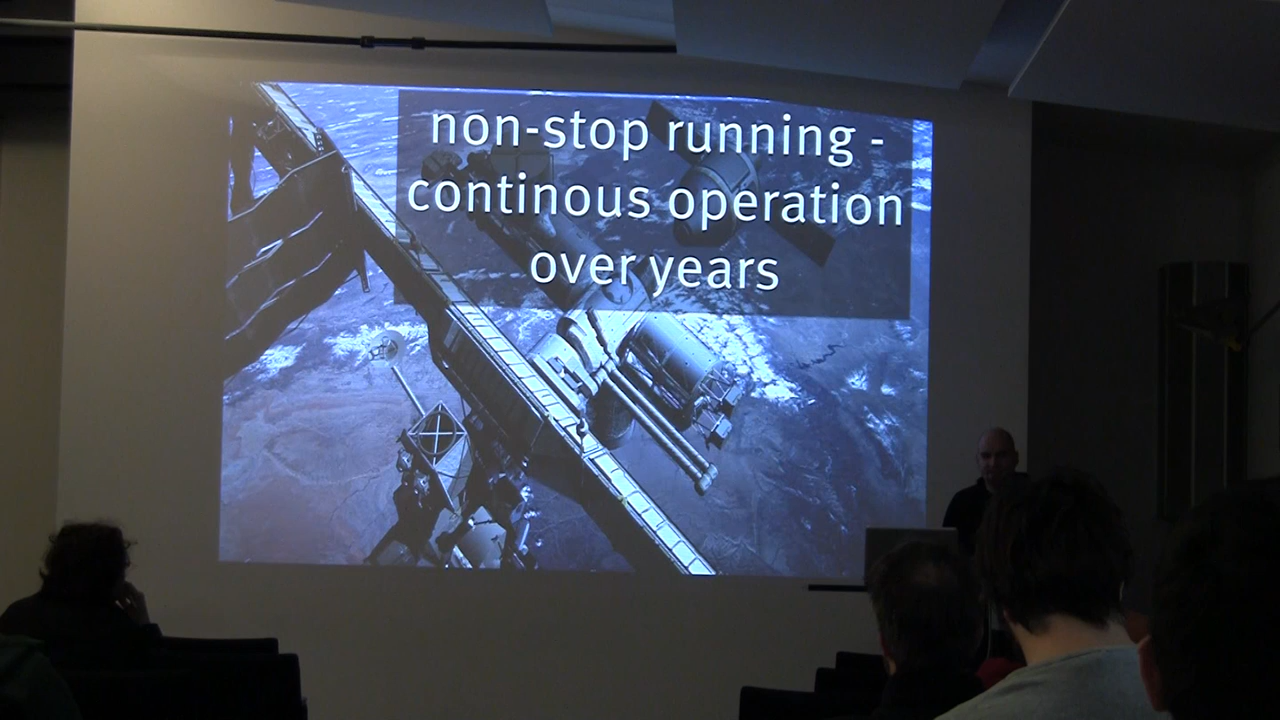 non-stop running -
continous operation
over years